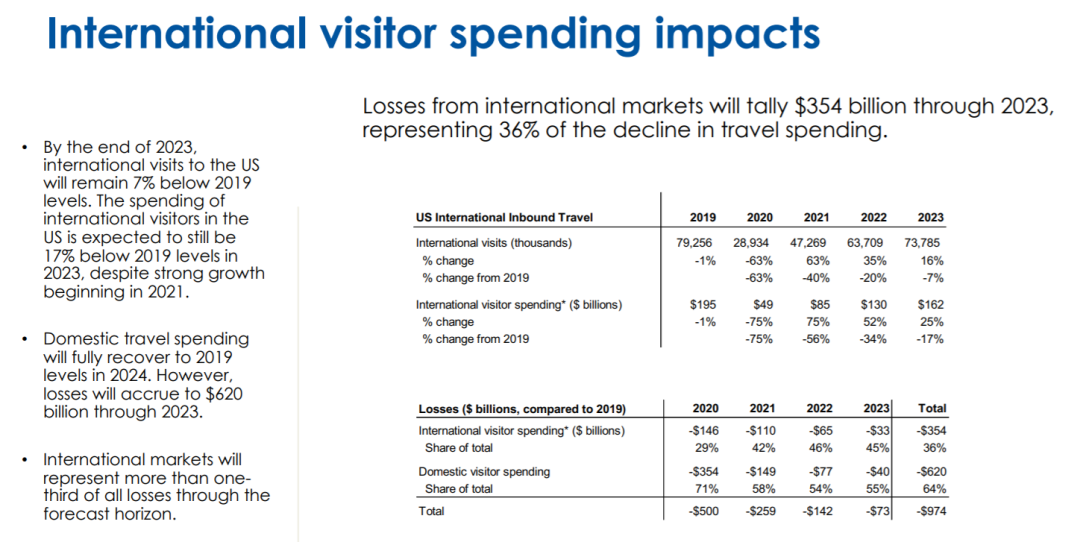 International visitor spending impacts
Losses from international markets will tally $354 billion through 2023,
representing 36% of the decline in travel spending.
• By the end of 2023,
international visits to the US
will remain 7% below 2019
levels. The spending of
international visitors in the
US is expected to still be
17% below 2019 levels in
2023, despite strong growth
beginning in 2021.
• Domestic travel spending
will fully recover to 2019
levels in 2024. However,
losses will accrue to $620
billion through 2023.
• International markets will
represent more than one-
third of all losses through the
forecast horizon.
US International Inbound Travel 2019 2020 2021 2022 2023
International visits (thousands) 79,256 28,934 47,269 63,709 73,785
% change -1% -63% 63% 35% 16%
% change from 2019 -63% -40% -20% -7%
International visitor spending* ($ billions) $195 $49 $85 $130 $162
% change -1% -75% 75% 52% 25%
% change from 2019 -75% -56% -34% -17%
Losses ($ billions, compared to 2019) 2020 2021 2022 2023 Total
International visitor spending* ($ billions) -$146 -$110 -$65 -$33 -$354
Share of total 29% 42% 46% 45% 36%
Domestic visitor spending -$354 -$149 -$77 -$40 -$620
Share of total 71% 58% 54% 55% 64%
Total -$500 -$259 -$142 -$73 -$974